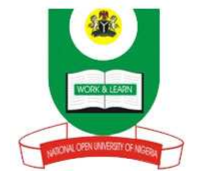 WORK & LEARN
NATIONAL OPEN UNIVERSITY OF NIGERIA